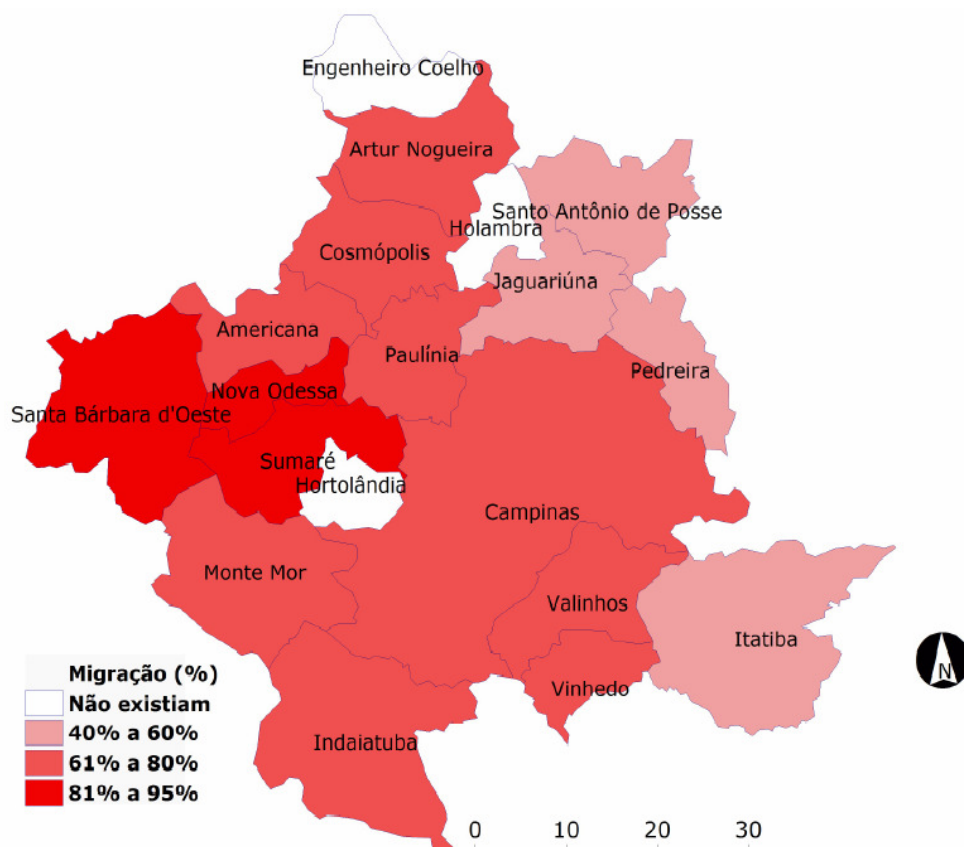 Engenheiro Coelho
Artur Nogueira
Santo Antônio de Posse
Holambra
Cosmópolis
Jaguariúna
Americana
Paulínia
Pedreira
Nova Odessa
Santa Bárbara d'Oeste
Sumaré
Hortolândia
Campinas
Monte Mor
Valinhos
Itatiba
Vinhedo
Indaiatuba
N
Migração (%)
Não existiam
40% a 60%
61% a 80%
81% a 95%
0 10 20 30